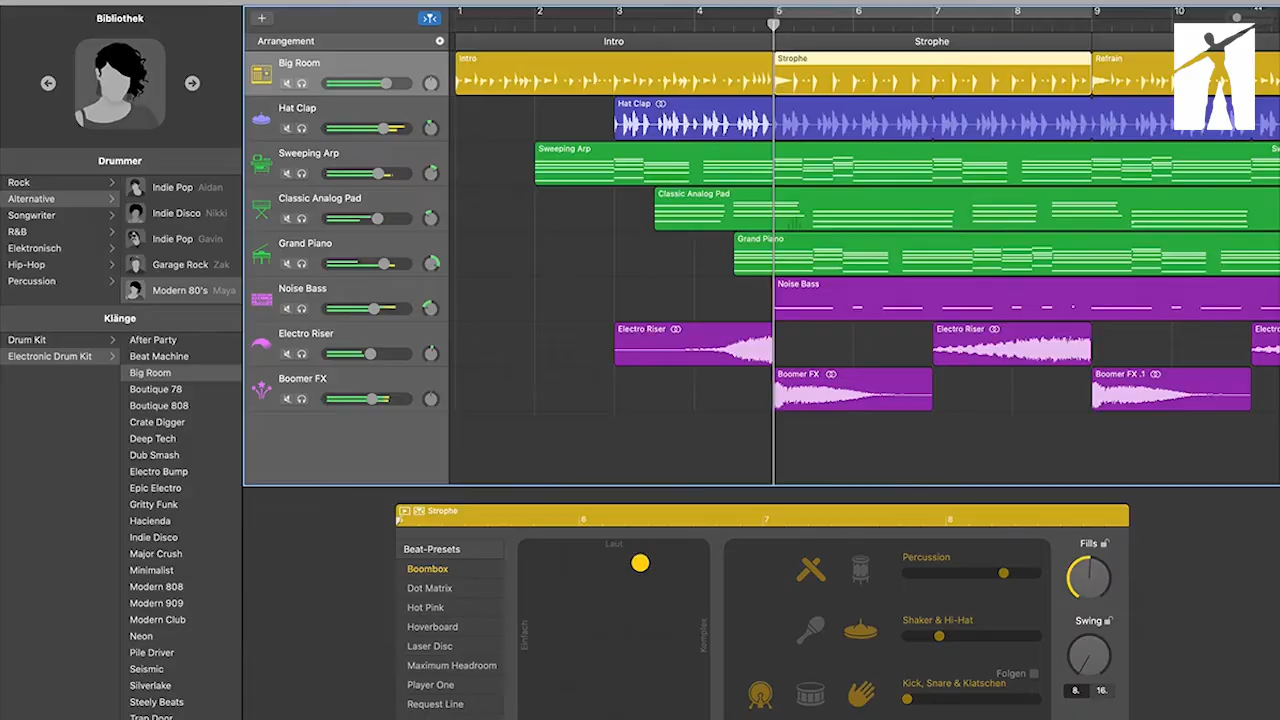 Bibliothek
Drummer
Rock
Alternative
Songwriter
R&B
Elektronisch
Hip-Hop
Percussion
Indie Pop Aidan
Indie Disco Nikki
Indie Pop Gavin
Garage Rock Zak
Modern 80's Maya
Klänge
Drum Kit
Electronic Drum Kit
After Party
Beat Machine
Big Room
Boutique 78
Boutique 808
Crate Digger
Deep Tech
Dub Smash
Electro Bump
Epic Electro
Gritty Funk
Hacienda
Indie Disco
Major Crush
Minimalist
Modern 808
Modern 909
Modern Club
Neon
Pile Driver
Seismic
Silverlake
Steely Beats
Trap Door
1 2 3 4 5 6 7 8 9 10
Arrangement
Intro
Strophe
Big Room
Hat Clap
Sweeping Arp
Classic Analog Pad
Grand Piano
Noise Bass
Electro Riser
Boomer FX
Intro
Strophe
Refrain
Hat Clap
Sweeping Arp
Classic Analog Pad
Grand Piano
Noise Bass
Electro Riser
Electro Riser
Boomer FX
Boomer FX .1
Strophe
6 7 8
Beat-Presets
Boombox
Dot Matrix
Hot Pink
Hoverboard
Laser Disc
Maximum Headroom
Player One
Request Line
Laut
Einfach
Komplex
Percussion
Shaker & Hi-Hat
Folgen
Kick, Snare & Klatschen
Fills
Swing
8. 16.